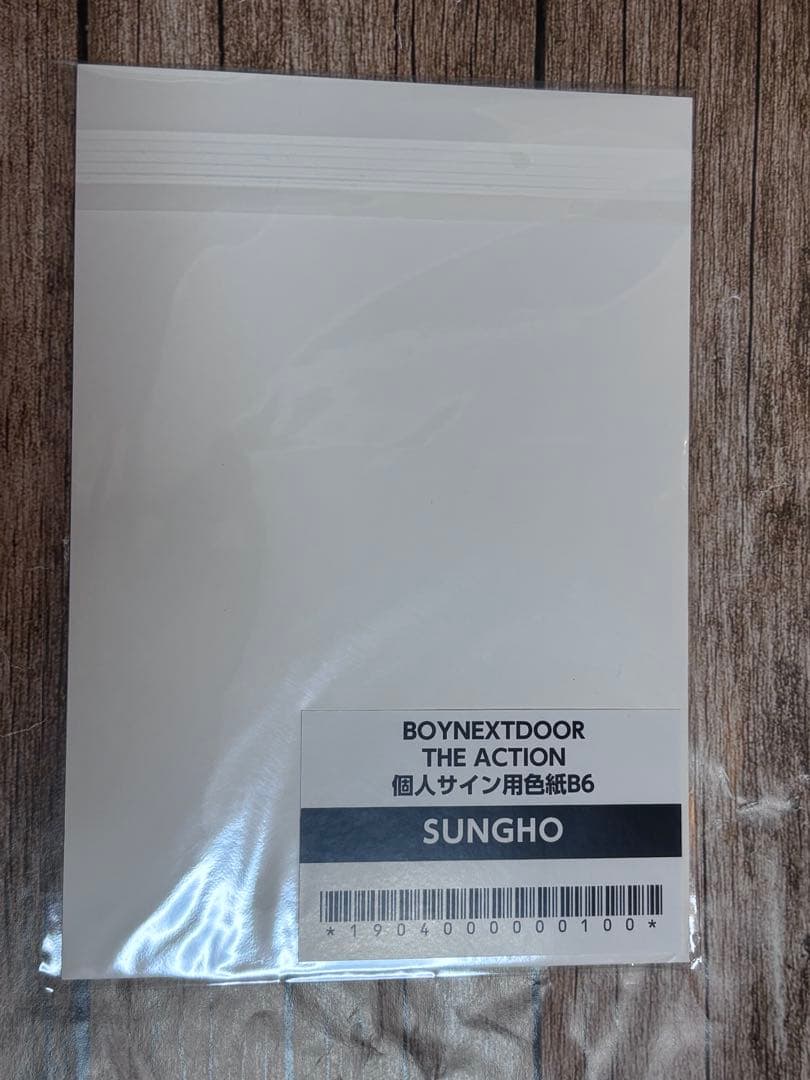 BOYNEXTDOOR
THE ACTION
個人サイン用色紙B6
SUNGHO
*1904000000100*